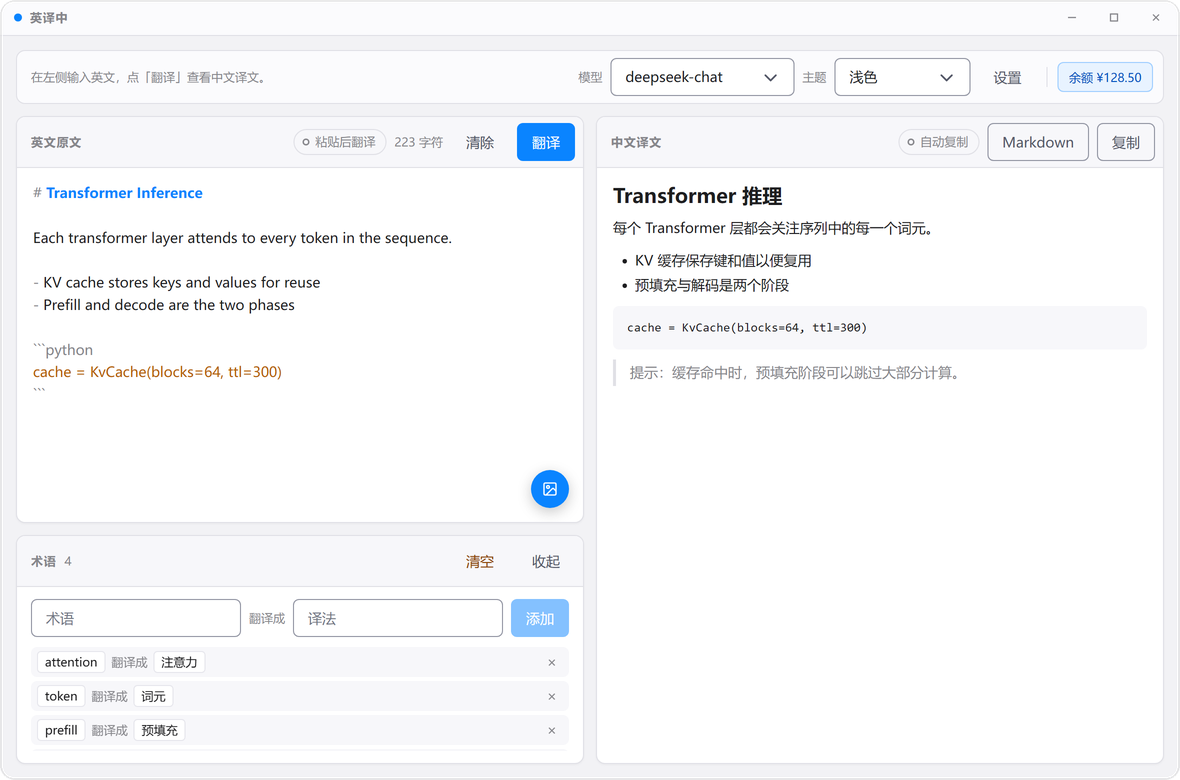 英译中
在左侧输入英文，点「翻译」查看中文译文。
模型
deepseek-chat
主题
浅色
设置
余额 ¥128.50
英文原文
粘贴后翻译
223 字符
清除
翻译
# Transformer Inference
Each transformer layer attends to every token in the sequence.
- KV cache stores keys and values for reuse
- Prefill and decode are the two phases
```python
cache = KvCache(blocks=64, ttl=300)
```
术语 4
清空
收起
术语
翻译成
译法
添加
attention 翻译成 注意力 ×
token 翻译成 词元 ×
prefill 翻译成 预填充 ×
中文译文
自动复制
Markdown
复制
Transformer 推理
每个 Transformer 层都会关注序列中的每一个词元。
• KV 缓存保存键和值以便复用
• 预填充与解码是两个阶段
cache = KvCache(blocks=64, ttl=300)
提示：缓存命中时，预填充阶段可以跳过大部分计算。